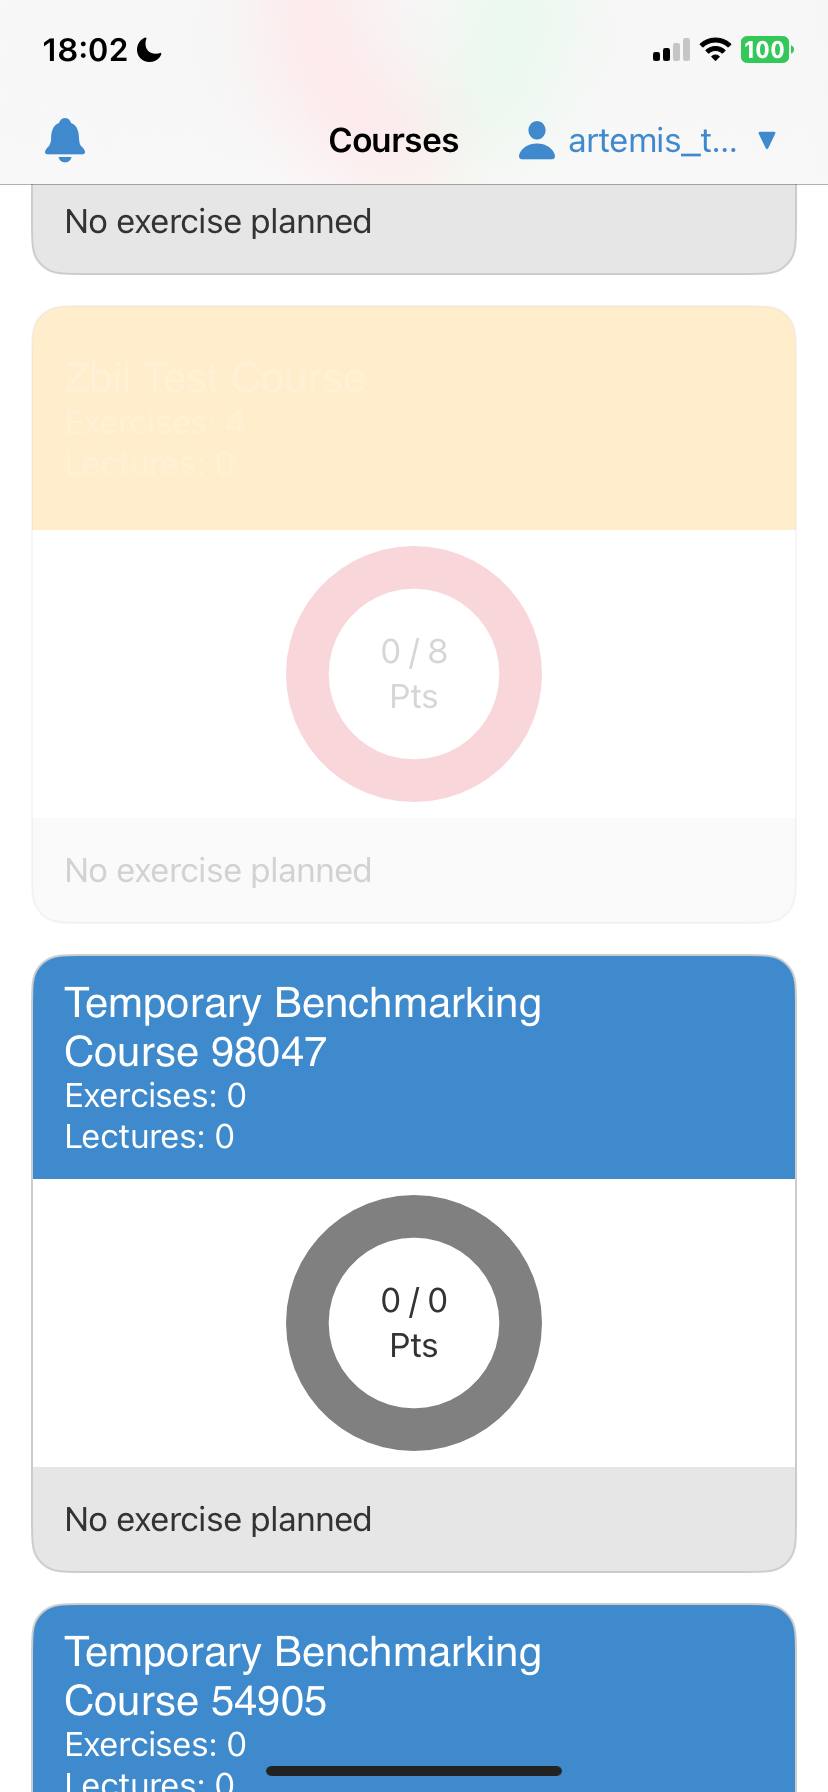 18:02
100
Courses
artemis_t...
No exercise planned
Zbil Test Course
Exercises: 4
Lectures: 0
0 / 8
Pts
No exercise planned
Temporary Benchmarking
Course 98047
Exercises: 0
Lectures: 0
0 / 0
Pts
No exercise planned
Temporary Benchmarking
Course 54905
Exercises: 0
Lectures: 0